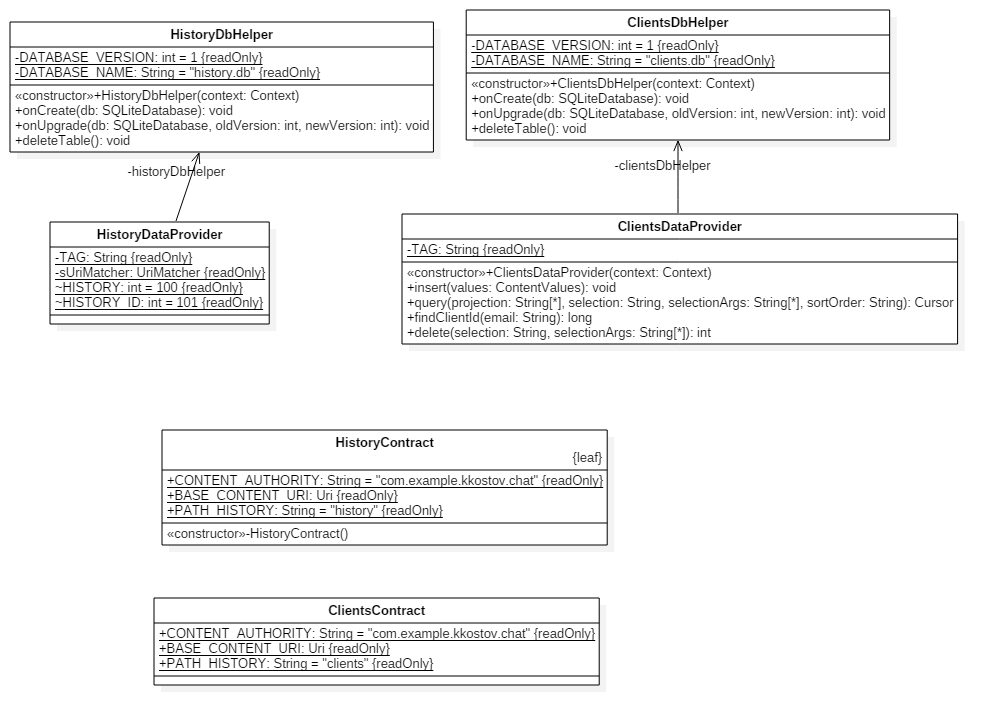 HistoryDbHelper
-DATABASE_VERSION: int = 1 {readOnly}
-DATABASE_NAME: String = "history.db" {readOnly}
«constructor»+HistoryDbHelper(context: Context)
+onCreate(db: SQLiteDatabase): void
+onUpgrade(db: SQLiteDatabase, oldVersion: int, newVersion: int): void
+deleteTable(): void
ClientsDbHelper
-DATABASE_VERSION: int = 1 {readOnly}
-DATABASE_NAME: String = "clients.db" {readOnly}
«constructor»+ClientsDbHelper(context: Context)
+onCreate(db: SQLiteDatabase): void
+onUpgrade(db: SQLiteDatabase, oldVersion: int, newVersion: int): void
+deleteTable(): void
-historyDbHelper
-clientsDbHelper
HistoryDataProvider
-TAG: String {readOnly}
-sUriMatcher: UriMatcher {readOnly}
~HISTORY: int = 100 {readOnly}
~HISTORY_ID: int = 101 {readOnly}
ClientsDataProvider
-TAG: String {readOnly}
«constructor»+ClientsDataProvider(context: Context)
+insert(values: ContentValues): void
+query(projection: String[*], selection: String, selectionArgs: String[*], sortOrder: String): Cursor
+findClientId(email: String): long
+delete(selection: String, selectionArgs: String[*]): int
HistoryContract
{leaf}
+CONTENT_AUTHORITY: String = "com.example.kkostov.chat" {readOnly}
+BASE_CONTENT_URI: Uri {readOnly}
+PATH_HISTORY: String = "history" {readOnly}
«constructor»-HistoryContract()
ClientsContract
+CONTENT_AUTHORITY: String = "com.example.kkostov.chat" {readOnly}
+BASE_CONTENT_URI: Uri {readOnly}
+PATH_HISTORY: String = "clients" {readOnly}